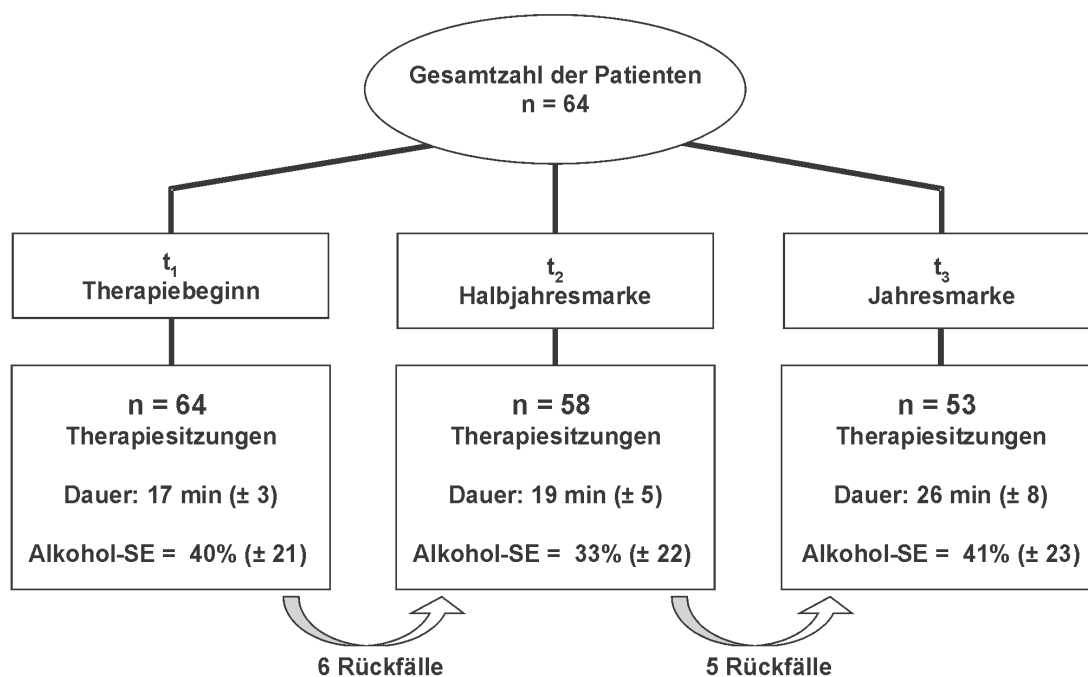 Gesamtzahl der Patienten
n = 64
t1
Therapiebeginn
t2
Halbjahresmarke
t3
Jahresmarke
n = 64
Therapiesitzungen
Dauer: 17 min (± 3)
Alkohol-SE = 40% (± 21)
n = 58
Therapiesitzungen
Dauer: 19 min (± 5)
Alkohol-SE = 33% (± 22)
n = 53
Therapiesitzungen
Dauer: 26 min (± 8)
Alkohol-SE = 41% (± 23)
6 Rückfälle
5 Rückfälle